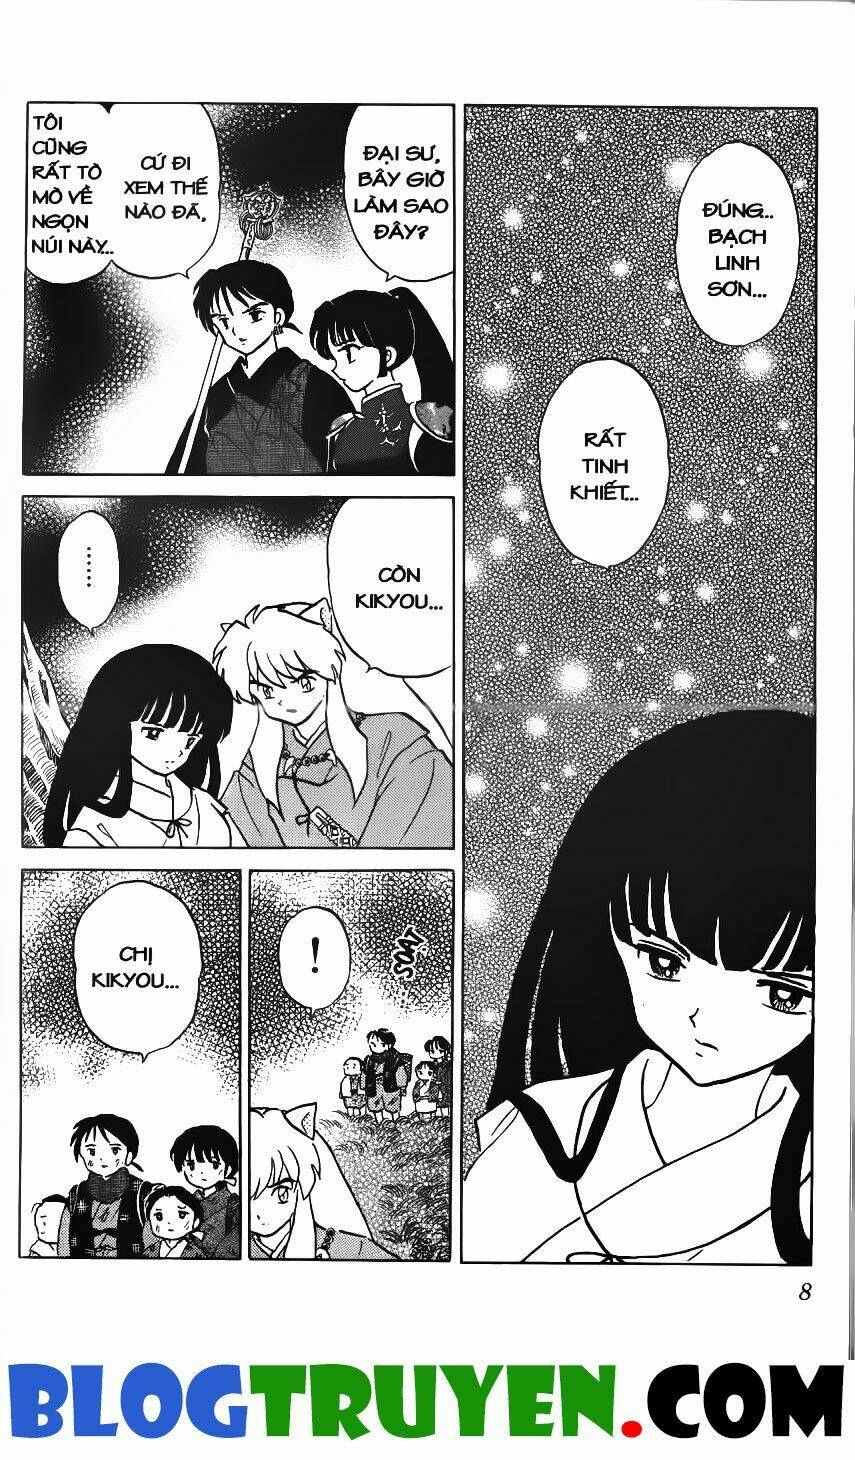 ĐÚNG...
BẠCH
LINH
SƠN...
RẤT
TINH
KHIẾT...
ĐẠI SƯ,
BÂY GIỜ
LÀM SAO
ĐÂY?
CỨ ĐI
XEM THẾ
NÀO ĐÃ.
TÔI
CŨNG
RẤT TÒ
MÒ VỀ
NGỌN
NÚI NÀY...
CÒN
KIKYOU...
......
SOẠT
!
CHỊ
KIKYOU...
8
BLOGTRUYEN.COM